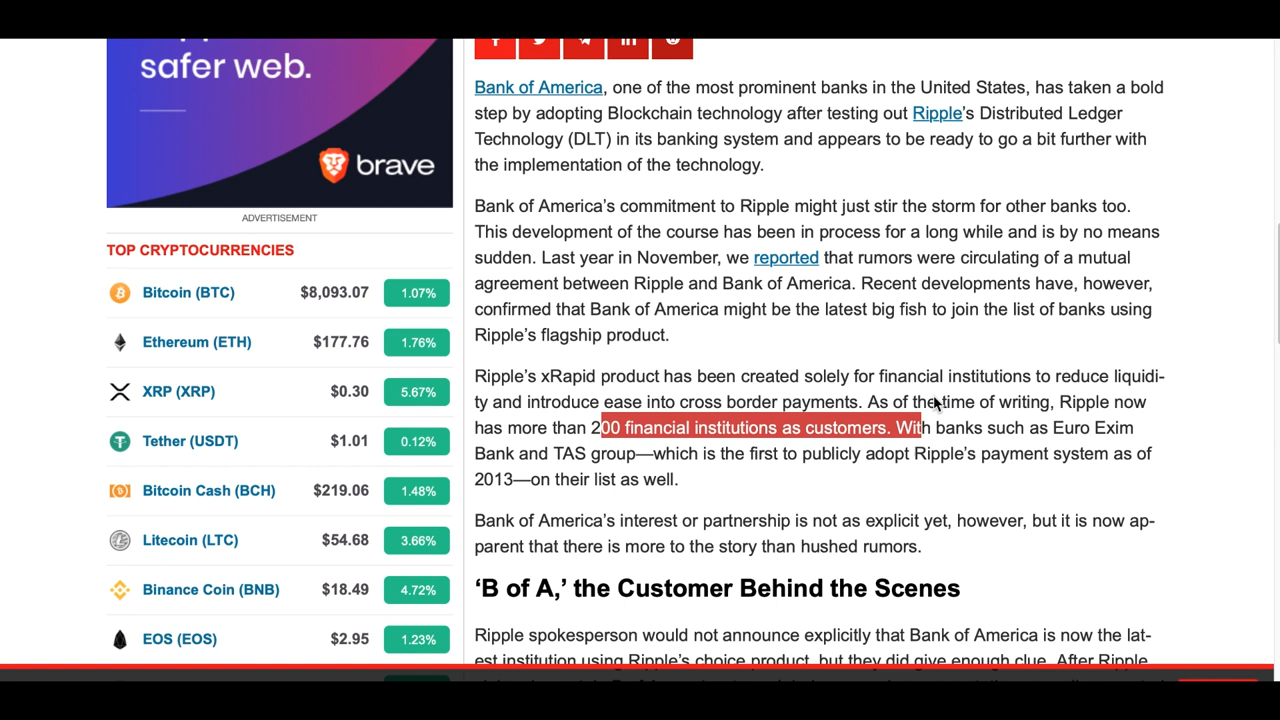 safer web.
brave
ADVERTISEMENT
TOP CRYPTOCURRENCIES
Bitcoin (BTC) $8,093.07 1.07%
Ethereum (ETH) $177.76 1.76%
XRP (XRP) $0.30 5.67%
Tether (USDT) $1.01 0.12%
Bitcoin Cash (BCH) $219.06 1.48%
Litecoin (LTC) $54.68 3.66%
Binance Coin (BNB) $18.49 4.72%
EOS (EOS) $2.95 1.23%
Bank of America, one of the most prominent banks in the United States, has taken a bold
step by adopting Blockchain technology after testing out Ripple’s Distributed Ledger
Technology (DLT) in its banking system and appears to be ready to go a bit further with
the implementation of the technology.
Bank of America’s commitment to Ripple might just stir the storm for other banks too.
This development of the course has been in process for a long while and is by no means
sudden. Last year in November, we reported that rumors were circulating of a mutual
agreement between Ripple and Bank of America. Recent developments have, however,
confirmed that Bank of America might be the latest big fish to join the list of banks using
Ripple’s flagship product.
Ripple’s xRapid product has been created solely for financial institutions to reduce liquidi-
ty and introduce ease into cross border payments. As of the time of writing, Ripple now
has more than 200 financial institutions as customers. With banks such as Euro Exim
Bank and TAS group—which is the first to publicly adopt Ripple’s payment system as of
2013—on their list as well.
Bank of America’s interest or partnership is not as explicit yet, however, but it is now ap-
parent that there is more to the story than hushed rumors.
‘B of A,’ the Customer Behind the Scenes
Ripple spokesperson would not announce explicitly that Bank of America is now the lat-
est institution using Ripple’s choice product, but they did give enough clue. After Ripple